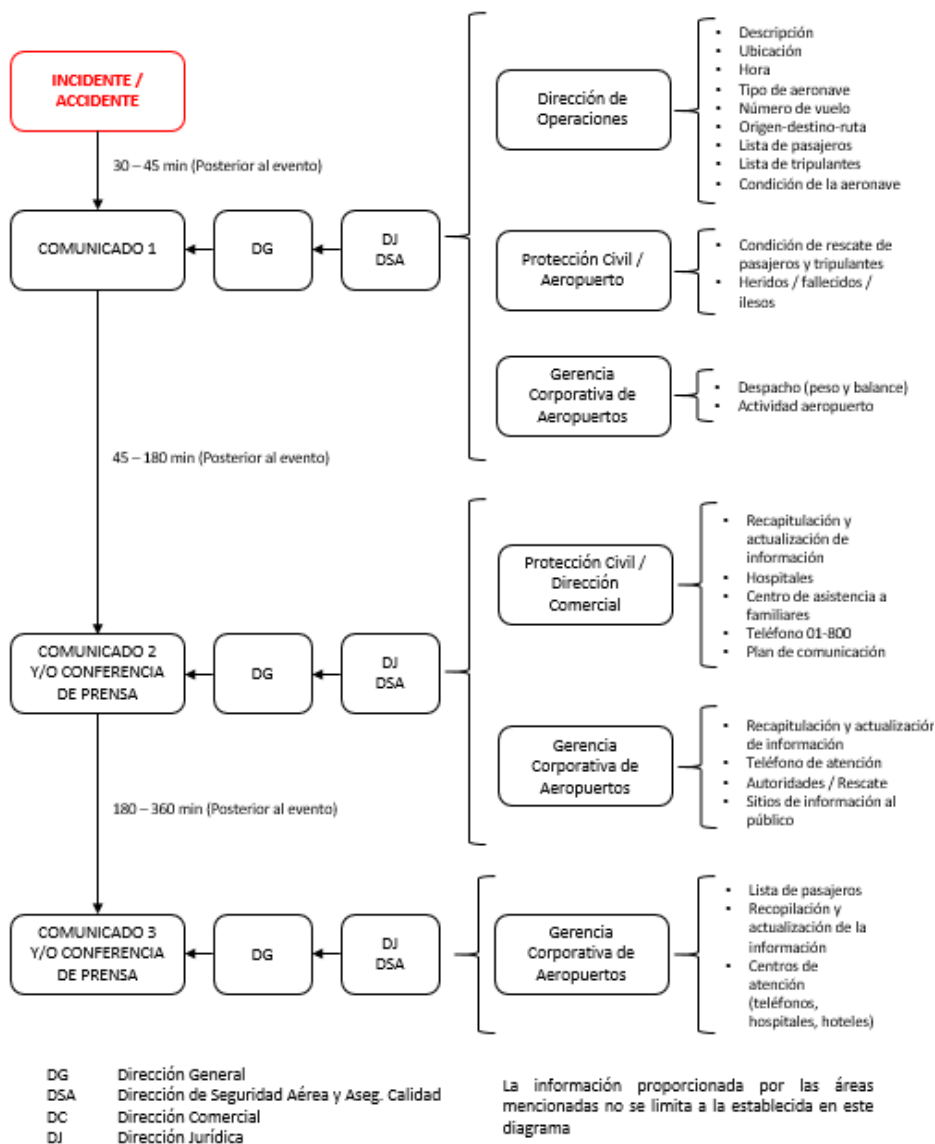 INCIDENTE /
ACCIDENTE
30 – 45 min (Posterior al evento)
COMUNICADO 1
DG
DJ
DSA
Dirección de
Operaciones
▪ Descripción
▪ Ubicación
▪ Hora
▪ Tipo de aeronave
▪ Número de vuelo
▪ Origen-destino-ruta
▪ Lista de pasajeros
▪ Lista de tripulantes
▪ Condición de la aeronave
Protección Civil /
Aeropuerto
▪ Condición de rescate de
pasajeros y tripulantes
▪ Heridos / fallecidos /
ilesos
Gerencia
Corporativa de
Aeropuertos
▪ Despacho (peso y balance)
▪ Actividad aeropuerto
45 – 180 min (Posterior al evento)
COMUNICADO 2
Y/O CONFERENCIA
DE PRENSA
DG
DJ
DSA
Protección Civil /
Dirección
Comercial
▪ Recapitulación y
actualización de
información
▪ Hospitales
▪ Centro de asistencia a
familiares
▪ Teléfono 01-800
▪ Plan de comunicación
Gerencia
Corporativa de
Aeropuertos
▪ Recapitulación y actualización
de información
▪ Teléfono de atención
▪ Autoridades / Rescate
▪ Sitios de información al
público
180 – 360 min (Posterior al evento)
COMUNICADO 3
Y/O CONFERENCIA
DE PRENSA
DG
DJ
DSA
Gerencia
Corporativa de
Aeropuertos
▪ Lista de pasajeros
▪ Recopilación y
actualización de la
información
▪ Centros de
atención
(teléfonos,
hospitales, hoteles)
DG Dirección General
DSA Dirección de Seguridad Aérea y Aseg. Calidad
DC Dirección Comercial
DJ Dirección Jurídica
La información proporcionada por las áreas
mencionadas no se limita a la establecida en este
diagrama